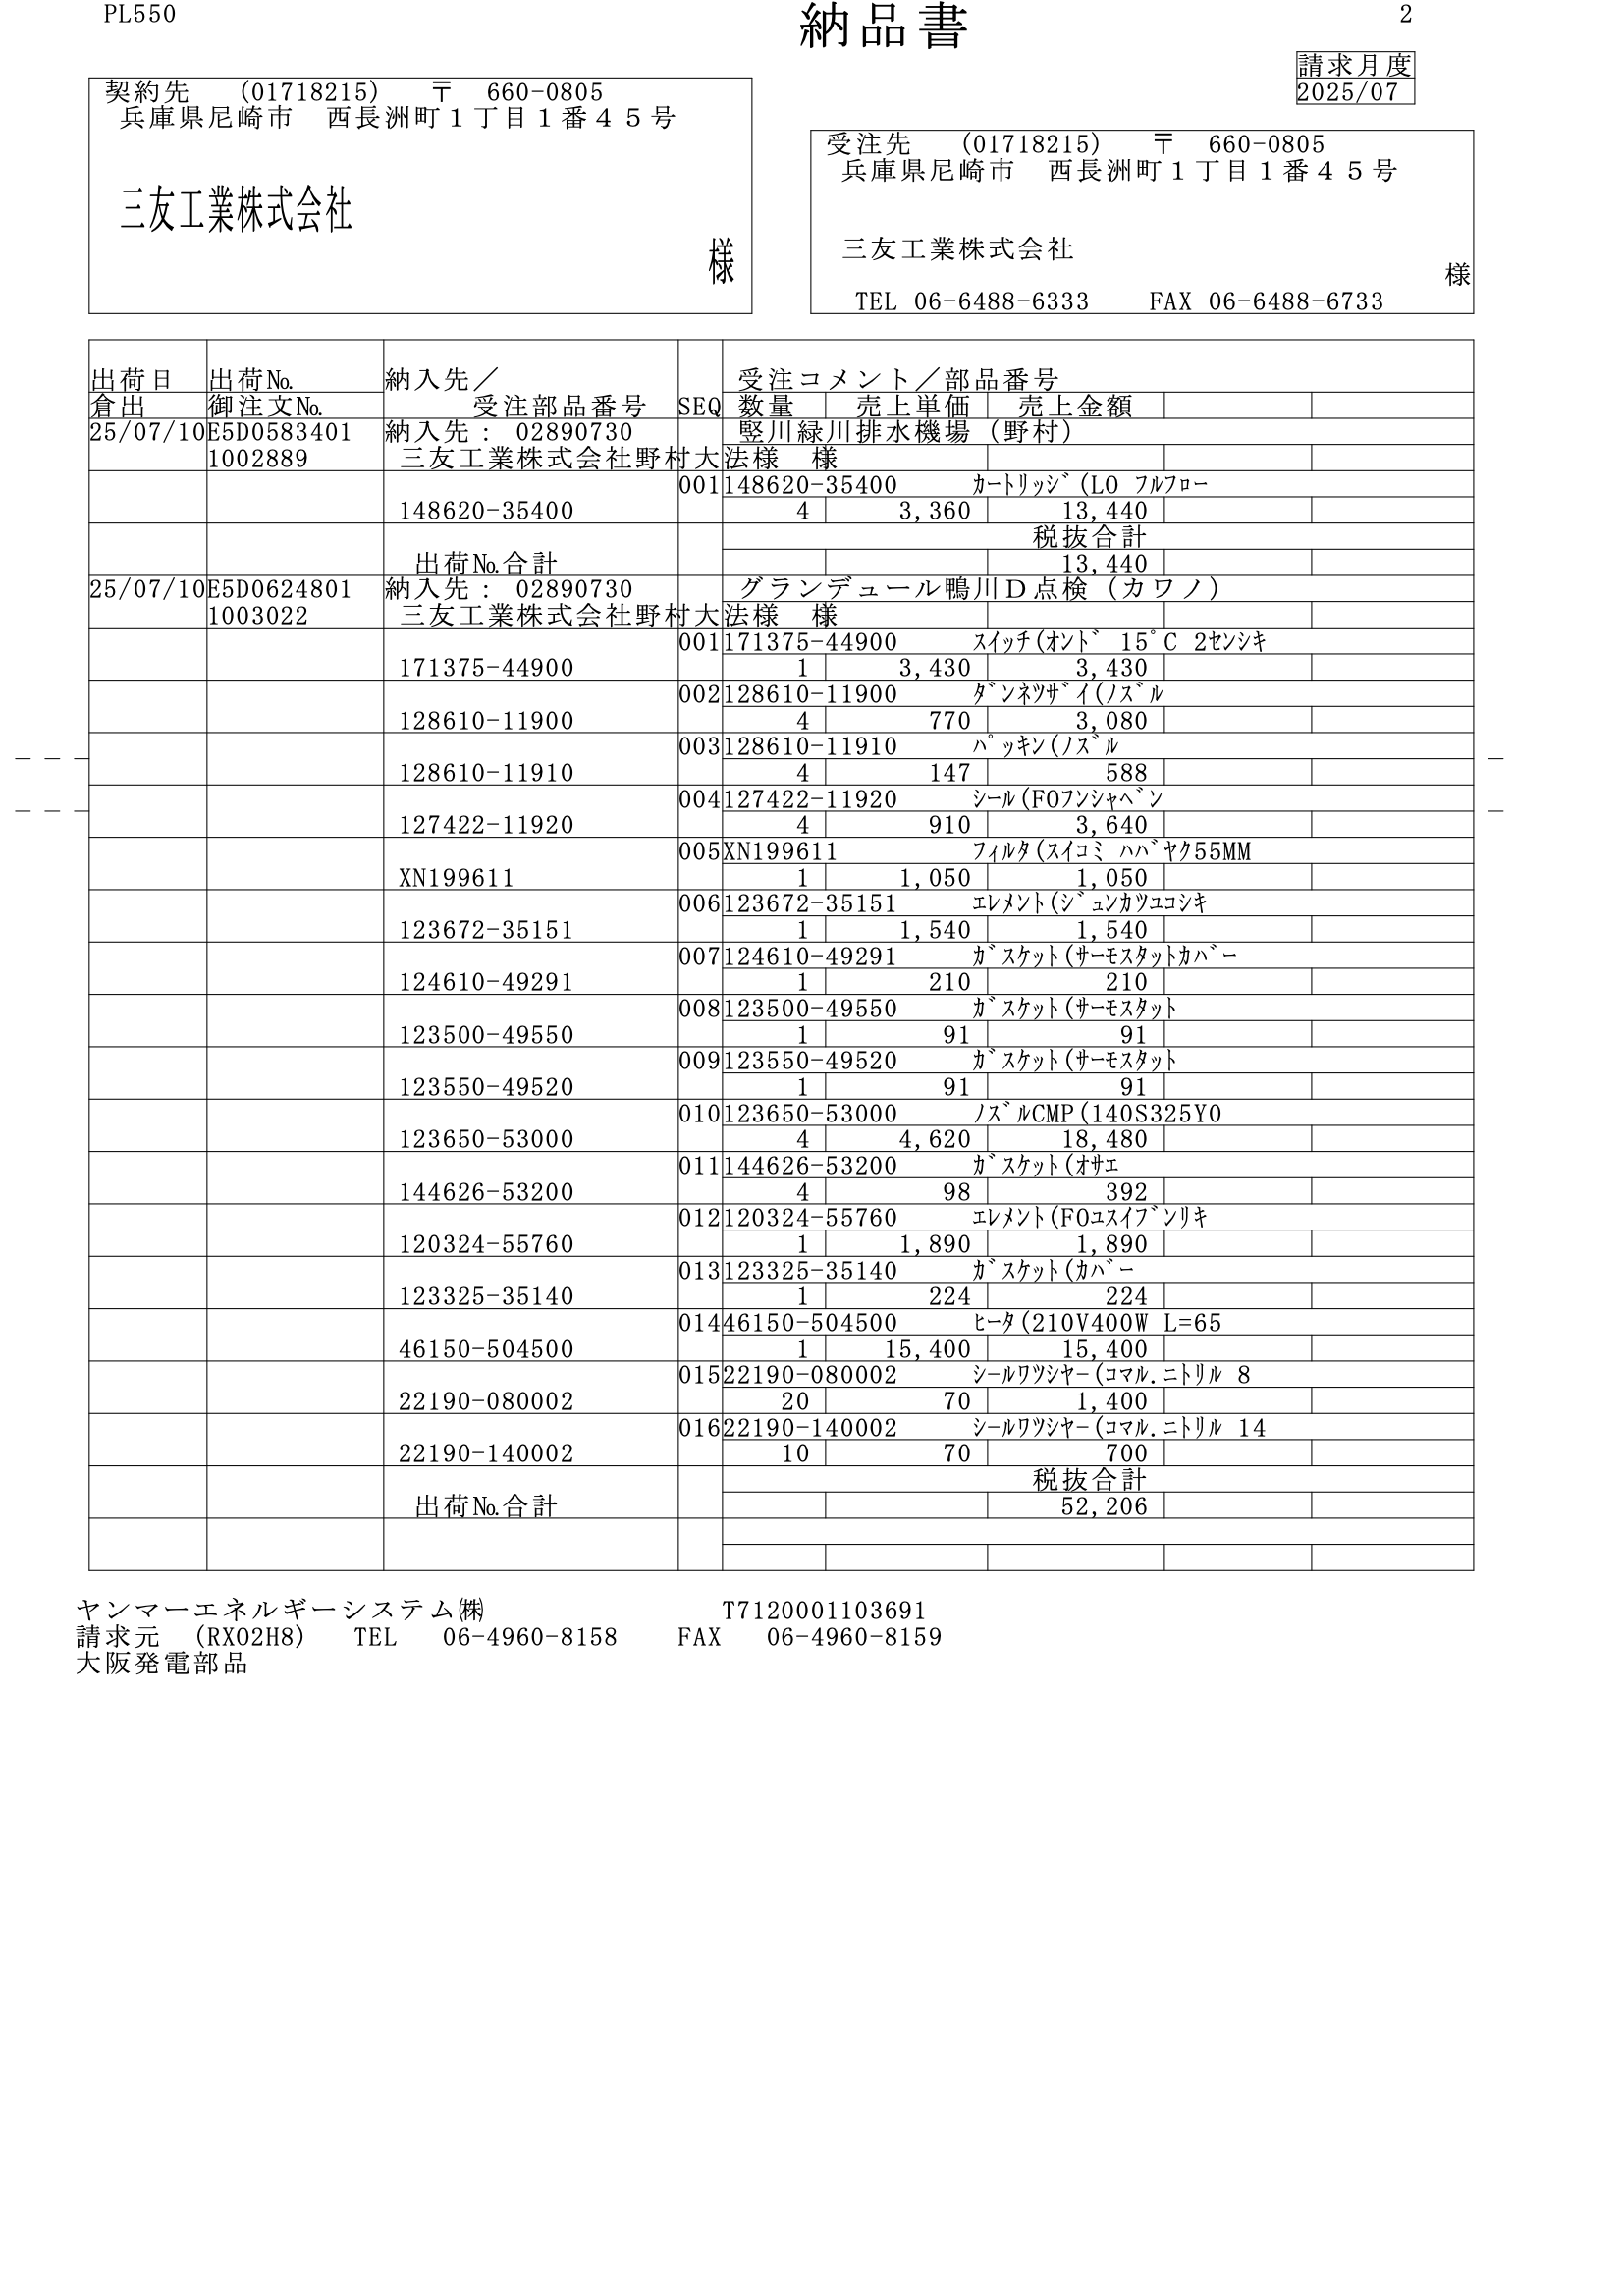 PL550 納品書 2
請求月度
2025/07
契約先 (01718215) 〒 660-0805
兵庫県尼崎市 西長洲町１丁目１番４５号
三友工業株式会社
様
受注先 (01718215) 〒 660-0805
兵庫県尼崎市 西長洲町１丁目１番４５号
三友工業株式会社
様
TEL 06-6488-6333 FAX 06-6488-6733
出荷日 出荷№ 納入先／ 受注コメント／部品番号
倉出 御注文№ 受注部品番号 SEQ 数量 売上単価 売上金額
25/07/10 E5D0583401 納入先： 02890730 竪川緑川排水機場（野村）
1002889 三友工業株式会社野村大法様 様
001 148620-35400 ｶｰﾄﾘｯｼﾞ(LO ﾌﾙﾌﾛｰ
148620-35400 4 3,360 13,440
税抜合計
出荷№合計 13,440
25/07/10 E5D0624801 納入先： 02890730 グランデュール鴨川Ｄ点検（カワノ）
1003022 三友工業株式会社野村大法様 様
001 171375-44900 ｽｲｯﾁ(ｵﾝﾄﾞ 15ﾟC 2ｾﾝｼｷ
171375-44900 1 3,430 3,430
002 128610-11900 ﾀﾞﾝﾈﾂｻﾞｲ(ﾉｽﾞﾙ
128610-11900 4 770 3,080
003 128610-11910 ﾊﾟｯｷﾝ(ﾉｽﾞﾙ
128610-11910 4 147 588
004 127422-11920 ｼｰﾙ(FOﾌﾝｼｬﾍﾞﾝ
127422-11920 4 910 3,640
005 XN199611 ﾌｨﾙﾀ(ｽｲｺﾐ ﾊﾊﾞﾔｸ55MM
XN199611 1 1,050 1,050
006 123672-35151 ｴﾚﾒﾝﾄ(ｼﾞｭﾝｶﾂﾕｺｼｷ
123672-35151 1 1,540 1,540
007 124610-49291 ｶﾞｽｹｯﾄ(ｻｰﾓｽﾀｯﾄｶﾊﾞｰ
124610-49291 1 210 210
008 123500-49550 ｶﾞｽｹｯﾄ(ｻｰﾓｽﾀｯﾄ
123500-49550 1 91 91
009 123550-49520 ｶﾞｽｹｯﾄ(ｻｰﾓｽﾀｯﾄ
123550-49520 1 91 91
010 123650-53000 ﾉｽﾞﾙCMP(140S325YO
123650-53000 4 4,620 18,480
011 144626-53200 ｶﾞｽｹｯﾄ(ｵｻｴ
144626-53200 4 98 392
012 120324-55760 ｴﾚﾒﾝﾄ(FOﾕｽｲﾌﾞﾝﾘｷ
120324-55760 1 1,890 1,890
013 123325-35140 ｶﾞｽｹｯﾄ(ｶﾊﾞｰ
123325-35140 1 224 224
014 46150-504500 ﾋｰﾀ(210V400W L=65
46150-504500 1 15,400 15,400
015 22190-080002 ｼｰﾙﾜﾂｼﾔｰ(ｺﾏﾙ.ﾆﾄﾘﾙ 8
22190-080002 20 70 1,400
016 22190-140002 ｼｰﾙﾜﾂｼﾔｰ(ｺﾏﾙ.ﾆﾄﾘﾙ 14
22190-140002 10 70 700
税抜合計
出荷№合計 52,206
ヤンマーエネルギーシステム㈱ T7120001103691
請求元 (RX02H8) TEL 06-4960-8158 FAX 06-4960-8159
大阪発電部品